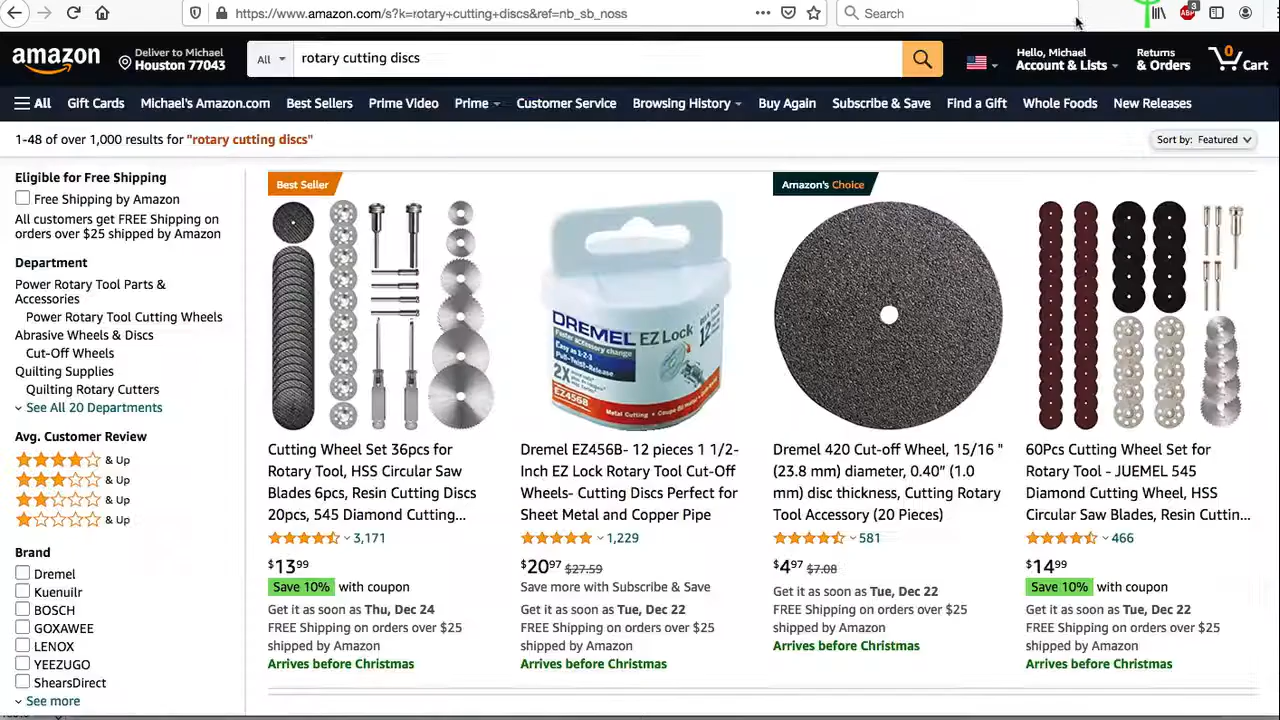 https://www.amazon.com/s?k=rotary+cutting+discs&ref=nb_sb_noss
Search
3
amazon
Deliver to Michael
Houston 77043
All
rotary cutting discs
Hello, Michael
Account & Lists
Returns
& Orders
0
Cart
All Gift Cards Michael's Amazon.com Best Sellers Prime Video Prime Customer Service Browsing History Buy Again Subscribe & Save Find a Gift Whole Foods New Releases
1-48 of over 1,000 results for "rotary cutting discs"
Sort by: Featured
Eligible for Free Shipping
Free Shipping by Amazon
All customers get FREE Shipping on
orders over $25 shipped by Amazon
Department
Power Rotary Tool Parts &
Accessories
Power Rotary Tool Cutting Wheels
Abrasive Wheels & Discs
Cut-Off Wheels
Quilting Supplies
Quilting Rotary Cutters
See All 20 Departments
Avg. Customer Review
& Up
& Up
& Up
& Up
Brand
Dremel
Kuenuilr
BOSCH
GOXAWEE
LENOX
YEEZUGO
ShearsDirect
See more
Best Seller
Cutting Wheel Set 36pcs for
Rotary Tool, HSS Circular Saw
Blades 6pcs, Resin Cutting Discs
20pcs, 545 Diamond Cutting...
3,171
$13 99
Save 10% with coupon
Get it as soon as Thu, Dec 24
FREE Shipping on orders over $25
shipped by Amazon
Arrives before Christmas
DREMEL EZ Lock
Faster accessory change
Easy as 1-2-3
Pull-Twist-Release
2X
12
EZ456B
Metal Cutting
Dremel EZ456B- 12 pieces 1 1/2-
Inch EZ Lock Rotary Tool Cut-Off
Wheels- Cutting Discs Perfect for
Sheet Metal and Copper Pipe
1,229
$20 97 $27.59
Save more with Subscribe & Save
Get it as soon as Tue, Dec 22
FREE Shipping on orders over $25
shipped by Amazon
Arrives before Christmas
Amazon's Choice
Dremel 420 Cut-off Wheel, 15/16 "
(23.8 mm) diameter, 0.40” (1.0
mm) disc thickness, Cutting Rotary
Tool Accessory (20 Pieces)
581
$4 97 $7.08
Get it as soon as Tue, Dec 22
FREE Shipping on orders over $25
shipped by Amazon
Arrives before Christmas
60Pcs Cutting Wheel Set for
Rotary Tool - JUEMEL 545
Diamond Cutting Wheel, HSS
Circular Saw Blades, Resin Cuttin...
466
$14 99
Save 10% with coupon
Get it as soon as Tue, Dec 22
FREE Shipping on orders over $25
shipped by Amazon
Arrives before Christmas